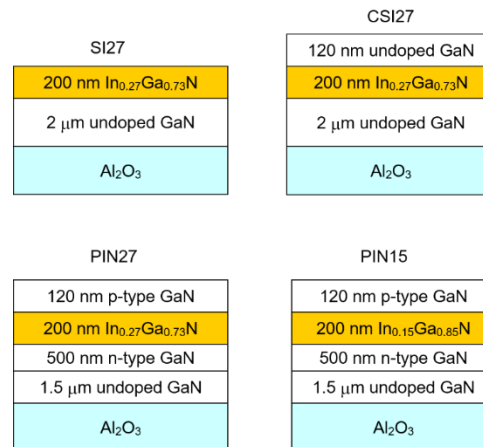 SI27
200 nm In₀.₂₇Ga₀.₇₃N
2 μm undoped GaN
Al₂O₃
CSI27
120 nm undoped GaN
200 nm In₀.₂₇Ga₀.₇₃N
2 μm undoped GaN
Al₂O₃
PIN27
120 nm p-type GaN
200 nm In₀.₂₇Ga₀.₇₃N
500 nm n-type GaN
1.5 μm undoped GaN
Al₂O₃
PIN15
120 nm p-type GaN
200 nm In₀.₁₅Ga₀.₈₅N
500 nm n-type GaN
1.5 μm undoped GaN
Al₂O₃